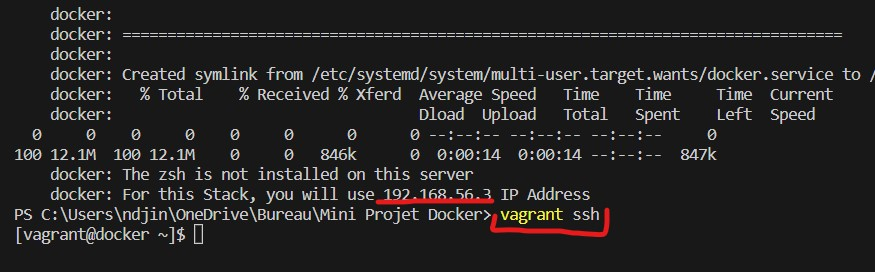 docker:
docker: ================================================================================
docker:
docker: Created symlink from /etc/systemd/system/multi-user.target.wants/docker.service to /
docker:   % Total    % Received % Xferd  Average Speed   Time    Time     Time  Current
docker:                                  Dload  Upload   Total   Spent    Left  Speed
0     0    0     0    0     0      0      0 --:--:-- --:--:-- --:--:--     0
100 12.1M  100 12.1M    0     0   846k      0  0:00:14  0:00:14 --:--:--  847k
docker: The zsh is not installed on this server
docker: For this Stack, you will use 192.168.56.3 IP Address
PS C:\Users\ndjin\OneDrive\Bureau\Mini Projet Docker> vagrant ssh
[vagrant@docker ~]$